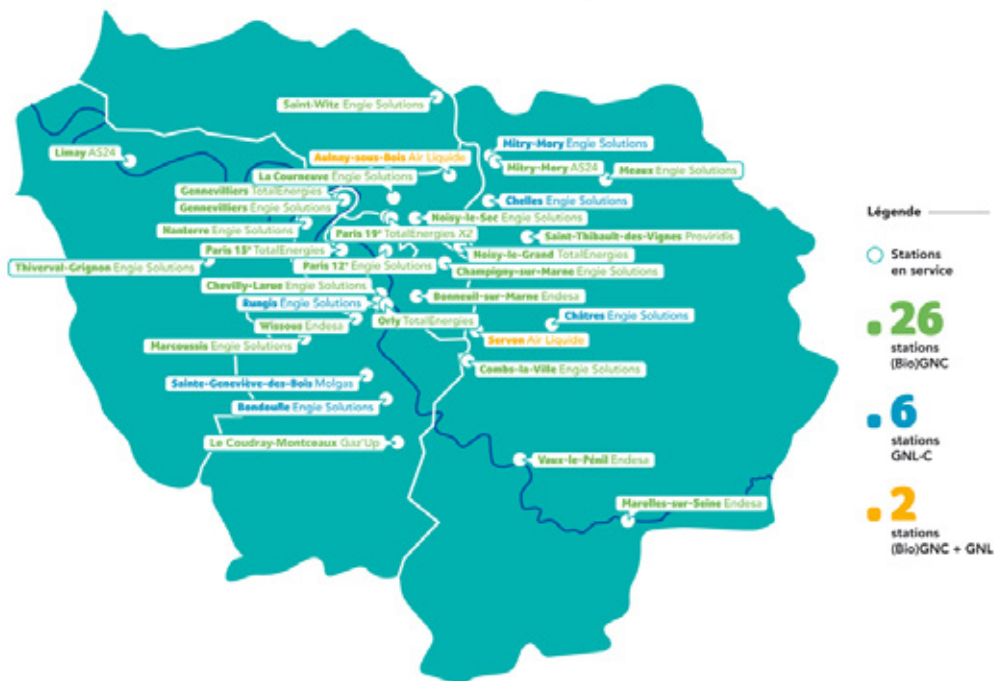 Saint-Witz Engie Solutions
Mitry-Mory Engie Solutions
Limay AS24
Aulnay-sous-Bois Air Liquide
Mitry-Mory AS24
Meaux Engie Solutions
La Courneuve Engie Solutions
Gennevilliers TotalEnergies
Chelles Engie Solutions
Gennevilliers Engie Solutions
Noisy-le-Sec Engie Solutions
Nanterre Engie Solutions
Paris 19e TotalEnergies X2
Saint-Thibault-des-Vignes Proviridis
Paris 15e TotalEnergies
Noisy-le-Grand TotalEnergies
Thiverval-Grignon Engie Solutions
Paris 12e Engie Solutions
Champigny-sur-Marne Engie Solutions
Chevilly-Larue Engie Solutions
Bonneuil-sur-Marne Endesa
Rungis Engie Solutions
Châtres Engie Solutions
Wissous Endesa
Orly TotalEnergies
Servon Air Liquide
Marcoussis Engie Solutions
Combs-la-Ville Engie Solutions
Sainte-Geneviève-des-Bois Molgas
Bondoufle Engie Solutions
Le Coudray-Montceaux Gaz'Up
Vaux-le-Pénil Endesa
Marolles-sur-Seine Endesa
Légende
Stations
en service
26
stations
(Bio)GNC
6
stations
GNL-C
2
stations
(Bio)GNC + GNL